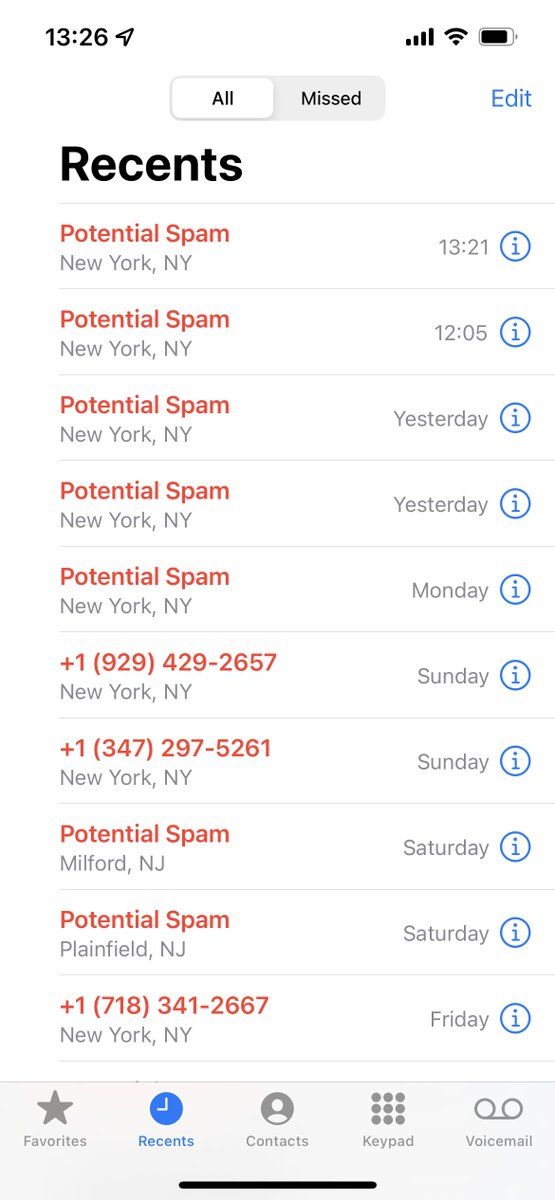 13:26
All Missed Edit
Recents
Potential Spam
New York, NY
13:21
Potential Spam
New York, NY
12:05
Potential Spam
New York, NY
Yesterday
Potential Spam
New York, NY
Yesterday
Potential Spam
New York, NY
Monday
+1 (929) 429-2657
New York, NY
Sunday
+1 (347) 297-5261
New York, NY
Sunday
Potential Spam
Milford, NJ
Saturday
Potential Spam
Plainfield, NJ
Saturday
+1 (718) 341-2667
New York, NY
Friday
Favorites Recents Contacts Keypad Voicemail